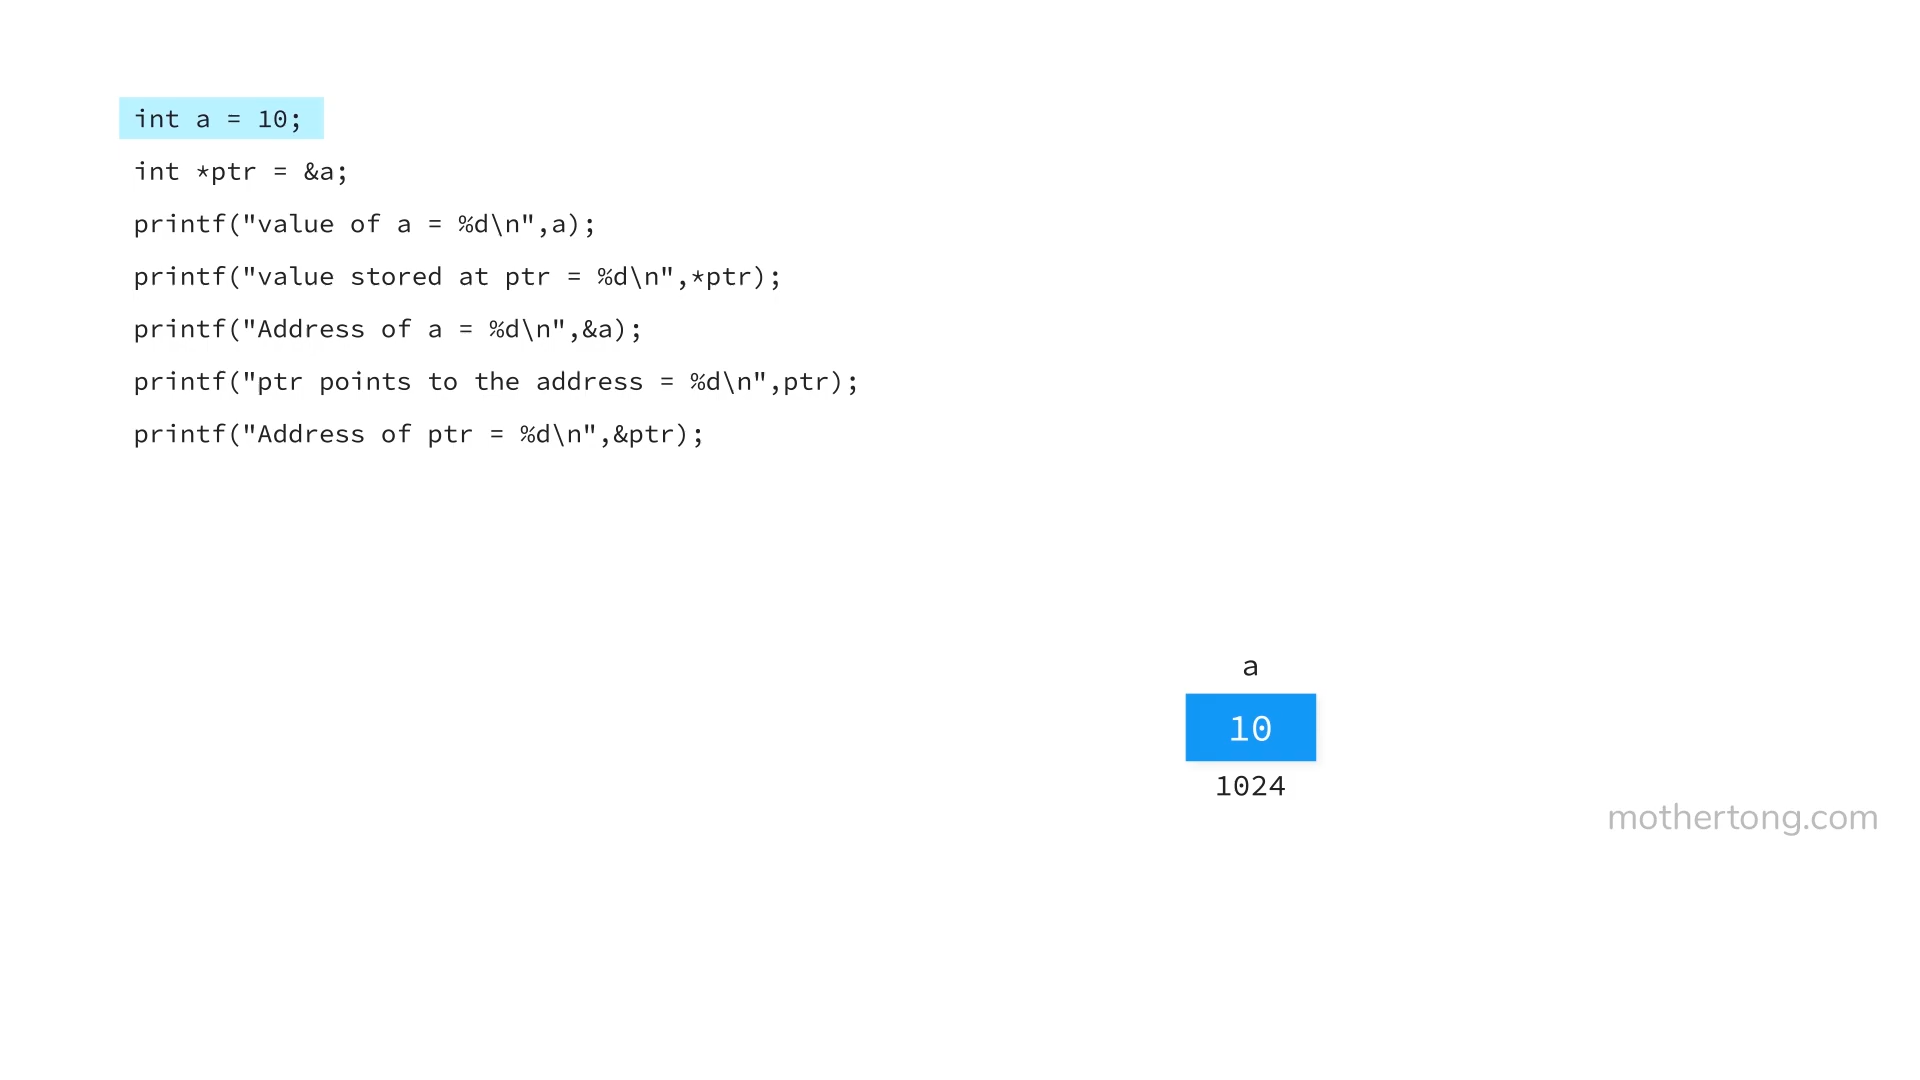 int a = 10;
int *ptr = &a;
printf("value of a = %d\n",a);
printf("value stored at ptr = %d\n",*ptr);
printf("Address of a = %d\n",&a);
printf("ptr points to the address = %d\n",ptr);
printf("Address of ptr = %d\n",&ptr);
a
10
1024
mothertong.com